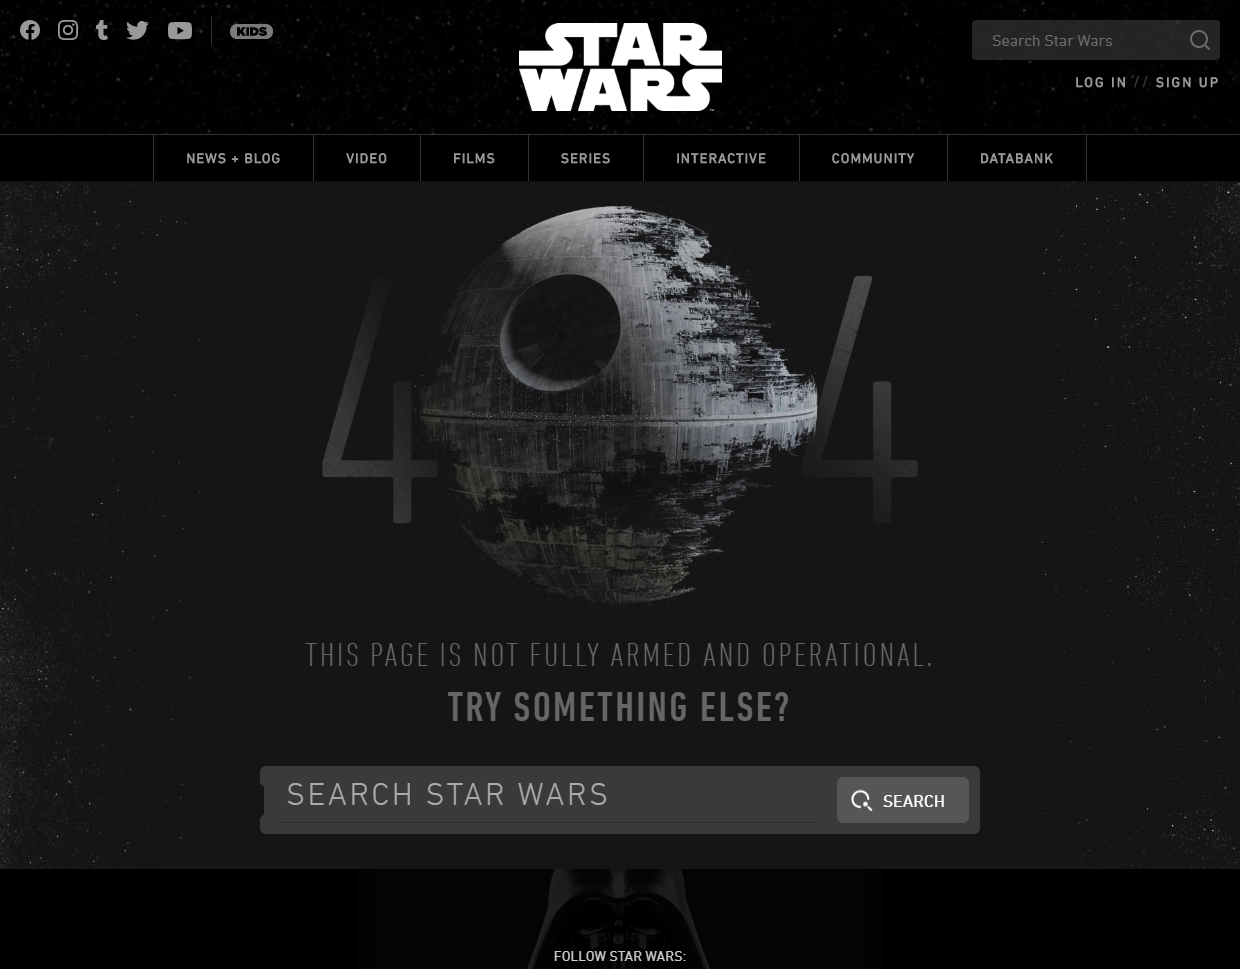 KIDS
STAR
WARS
Search Star Wars
LOG IN // SIGN UP
NEWS + BLOG
VIDEO
FILMS
SERIES
INTERACTIVE
COMMUNITY
DATABANK
4 4
THIS PAGE IS NOT FULLY ARMED AND OPERATIONAL.
TRY SOMETHING ELSE?
SEARCH STAR WARS
SEARCH
FOLLOW STAR WARS: